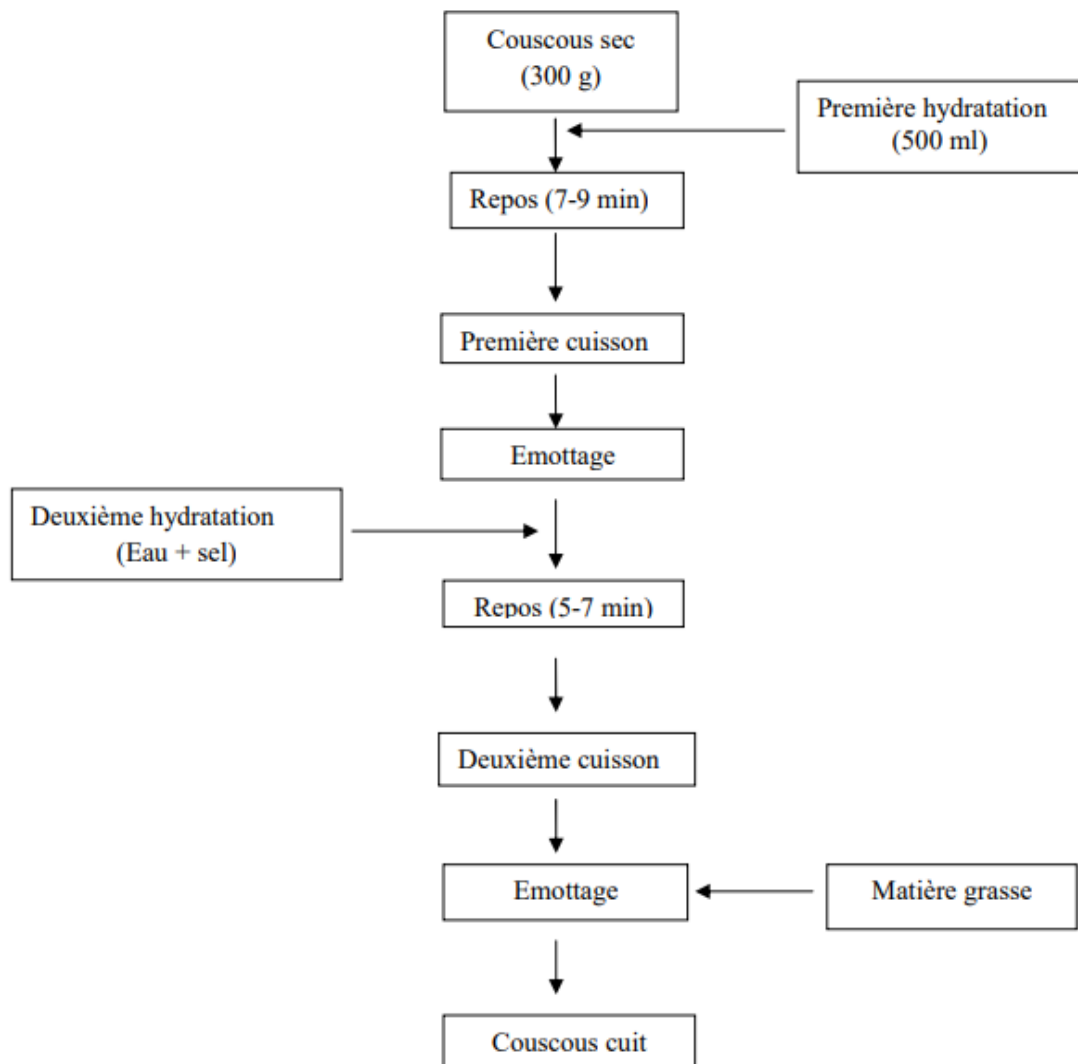 Couscous sec
(300 g)
Première hydratation
(500 ml)
Repos (7-9 min)
Première cuisson
Emottage
Deuxième hydratation
(Eau + sel)
Repos (5-7 min)
Deuxième cuisson
Emottage
Matière grasse
Couscous cuit